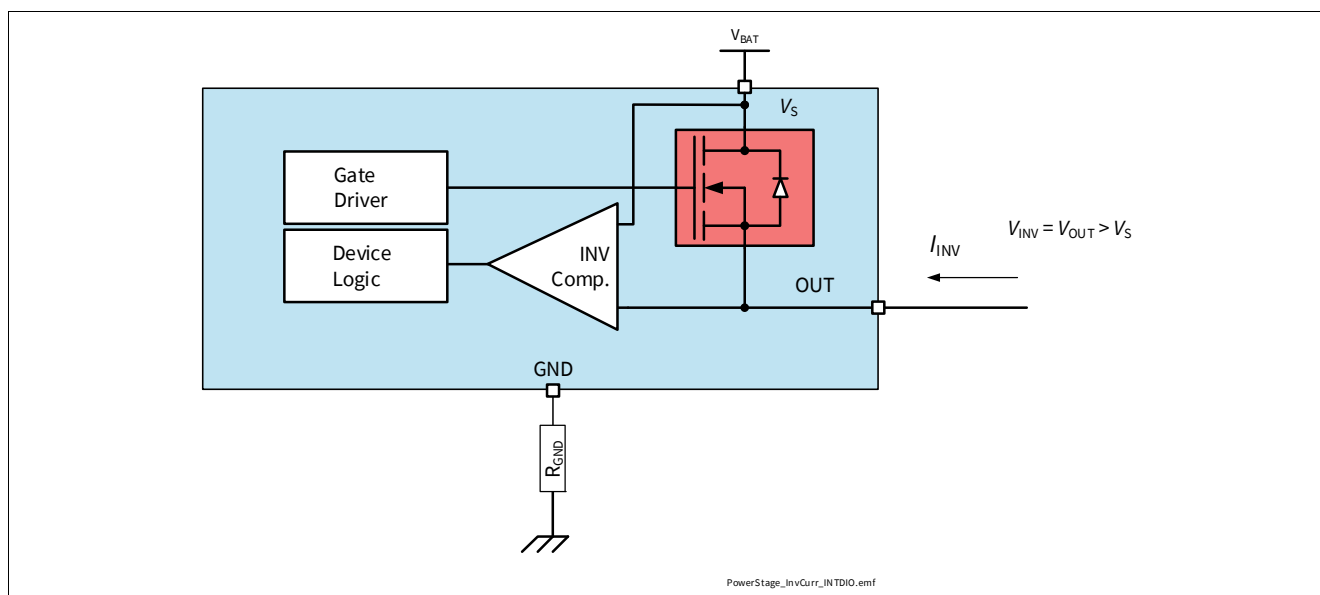 VBAT
VS
Gate
Driver
Device
Logic
INV
Comp.
OUT
IINV
VINV = VOUT > VS
GND
RGND
PowerStage_InvCurr_INTDIO.emf